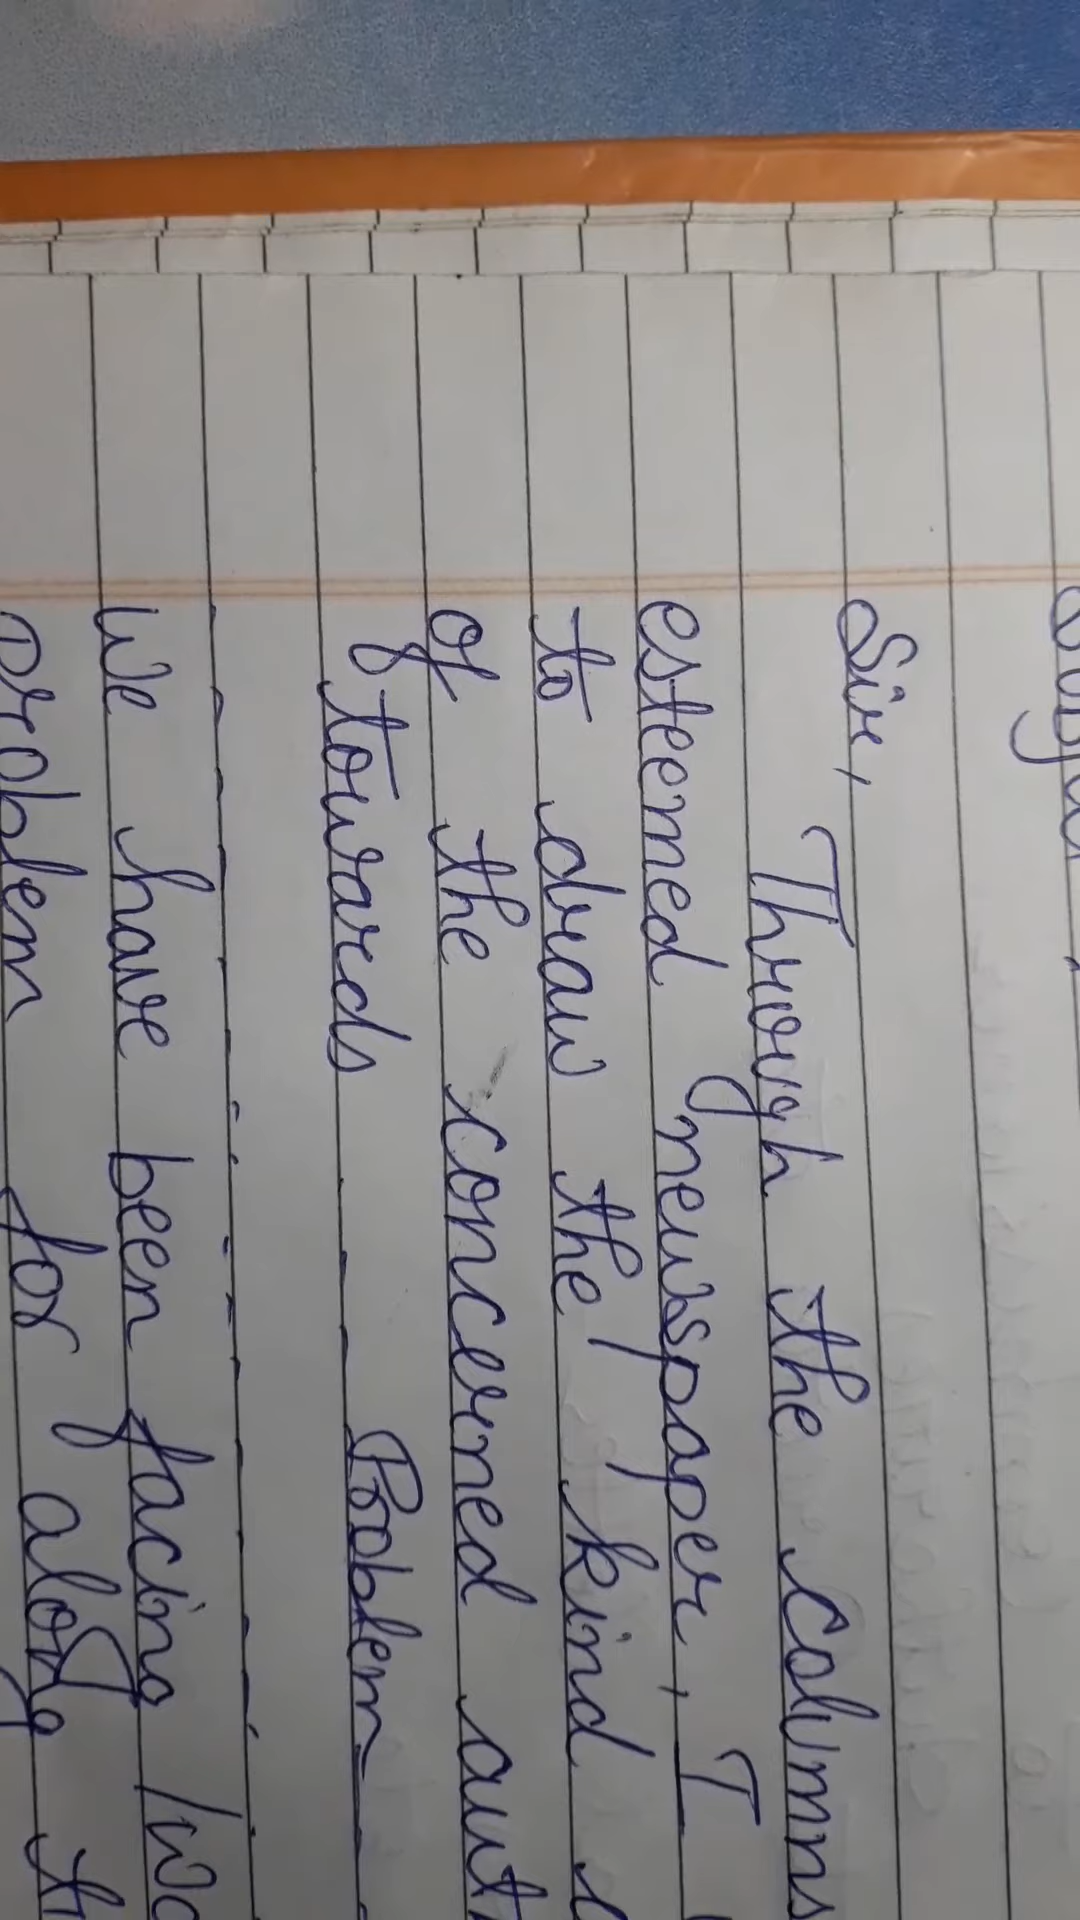 Sir,
Through the columns
esteemed newspaper, I
to draw the kind
of the concerned
towards Problem
we have been facing
problem for along